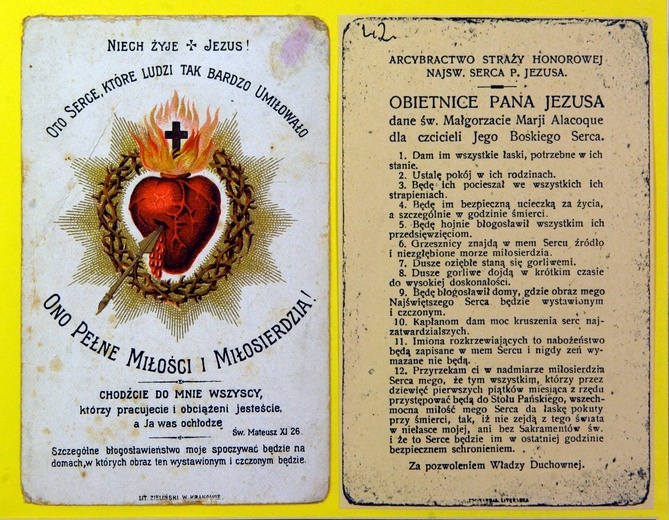 NIECH ŻYJE ✢ JEZUS!
OTO SERCE, KTÓRE LUDZI TAK BARDZO UMIŁOWAŁO
ONO PEŁNE MIŁOŚCI I MIŁOSIERDZIA!
CHODŹCIE DO MNIE WSZYSCY,
którzy pracujecie i obciążeni jesteście,
a Ja was ochłodzę
Św. Mateusz XI 26.
Szczególne błogosławieństwo moje spoczywać będzie na
domach, w których obraz ten wystawionym i czczonym będzie.
LIT. ZIELIŃSKI W KRAKOWIE.
42.
ARCYBRACTWO STRAŻY HONOROWEJ
NAJSW. SERCA P. JEZUSA.
OBIETNICE PANA JEZUSA
dane św. Małgorzacie Marji Alacoque
dla czcicieli Jego Boskiego Serca.
1. Dam im wszystkie łaski, potrzebne w ich
stanie.
2. Ustalę pokój w ich rodzinach.
3. Będę ich pocieszał we wszystkich ich
strapieniach.
4. Będę im bezpieczną ucieczką za życia,
a szczególnie w godzinie śmierci.
5. Będę hojnie błogosławił wszystkim ich
przedsięwzięciom.
6. Grzesznicy znajdą w mem Sercu źródło
i niezgłębione morze miłosierdzia.
7. Dusze oziębłe staną się gorliwemi.
8. Dusze gorliwe dojdą w krótkim czasie
do wysokiej doskonałości.
9. Będę błogosławił domy, gdzie obraz mego
Najświętszego Serca będzie wystawionym
i czczonym.
10. Kapłanom dam moc kruszenia serc naj-
zatwardzialszych.
11. Imiona rozkrzewiających to nabożeństwo
będą zapisane w mem Sercu i nigdy zeń wy-
mazane nie będą.
12. Przyrzekam ci w nadmiarze miłosierdzia
Serca mego, że tym wszystkim, którzy przez
dziewięć pierwszych piątków miesiąca z rzędu
przystępować będą do Stołu Pańskiego, wszech-
mocna miłość mego Serca da łaskę pokuty
przy śmierci, tak, iż nie zejdą z tego świata
w niełasce mojej, ani bez Sakramentów św.
i że to Serce będzie im w ostatniej godzinie
bezpiecznem schronieniem.
Za pozwoleniem Władzy Duchownej.
LITERACKA